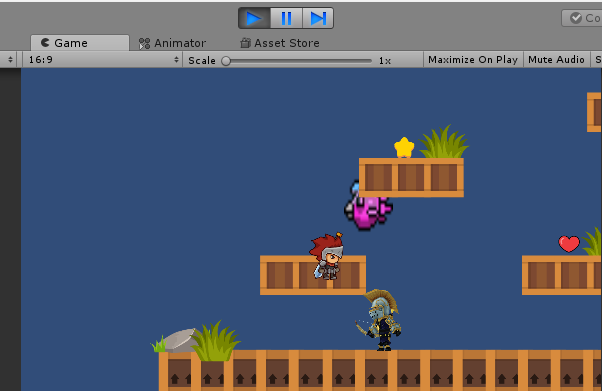 Co
Game
Animator
Asset Store
16:9
Scale
1x
Maximize On Play
Mute Audio
S